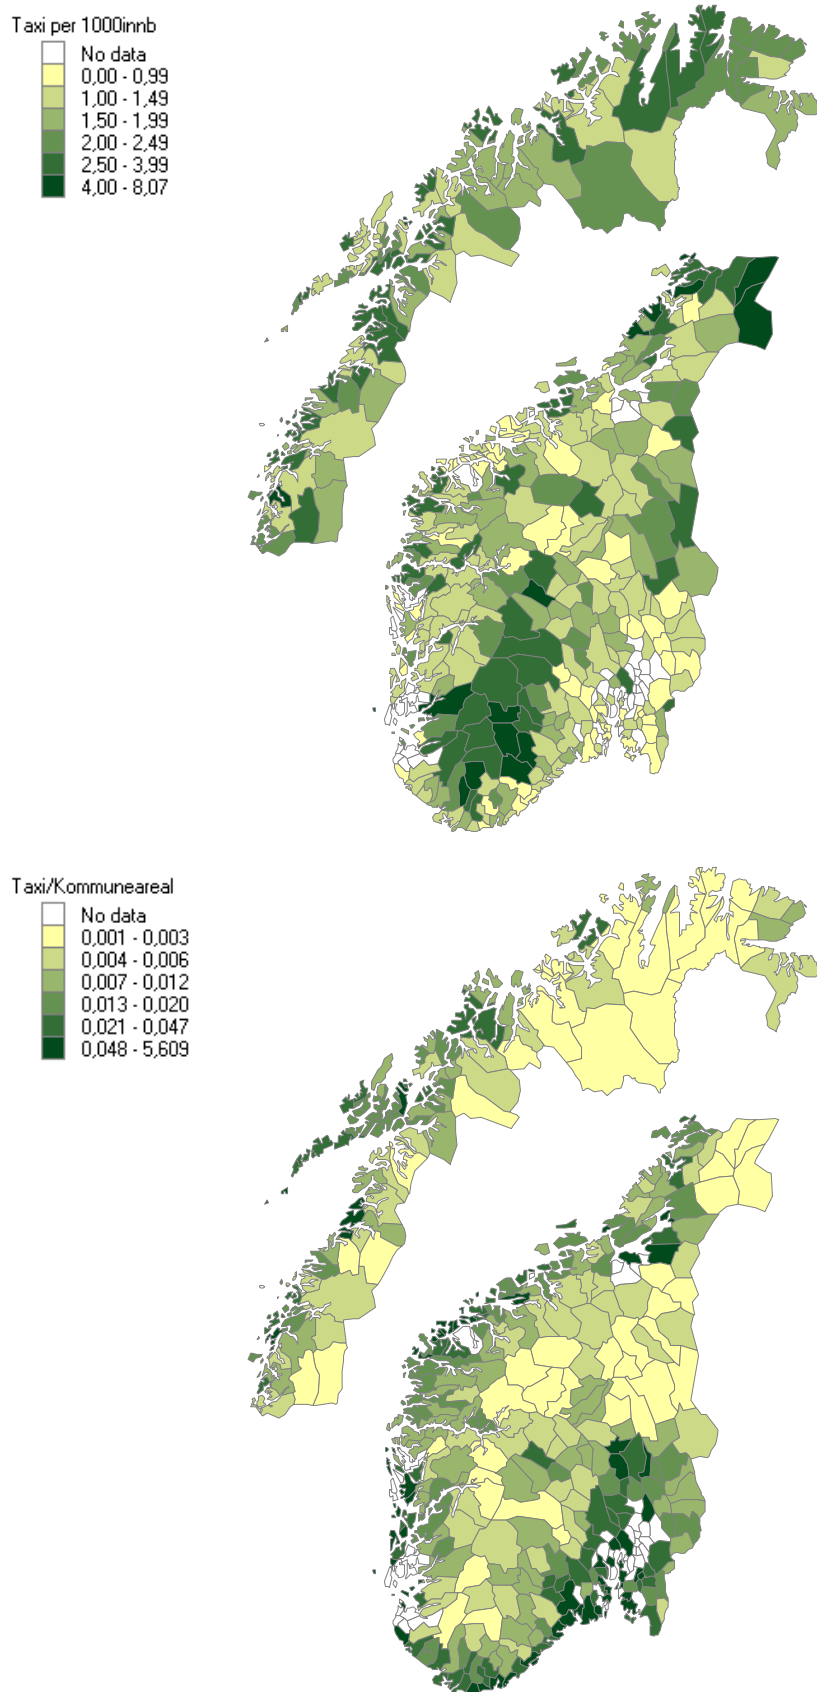 Taxi per 1000innb
No data
0,00 - 0,99
1,00 - 1,49
1,50 - 1,99
2,00 - 2,49
2,50 - 3,99
4,00 - 8,07
Taxi/Kommuneareal
No data
0,001 - 0,003
0,004 - 0,006
0,007 - 0,012
0,013 - 0,020
0,021 - 0,047
0,048 - 5,609